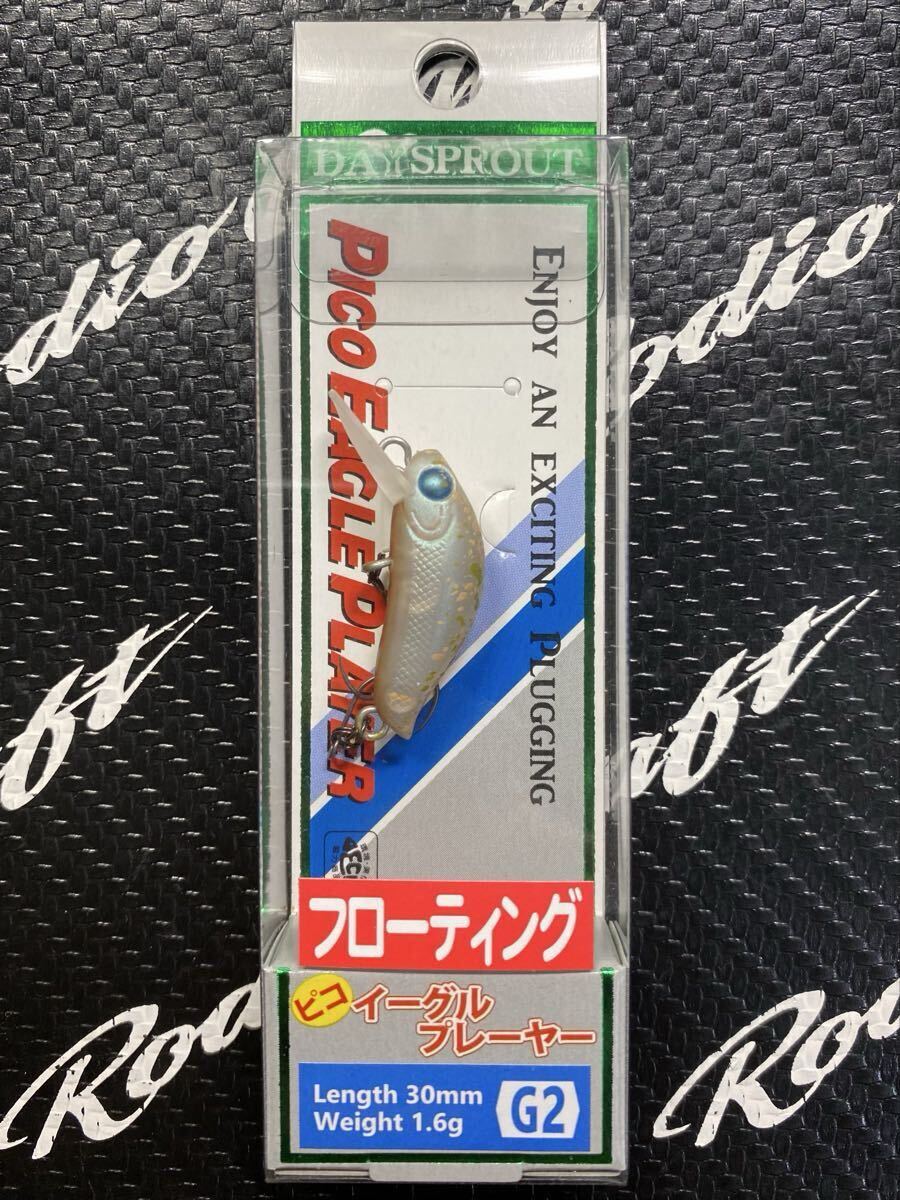 DAYSPROUT
PICO EAGLE PLAYER
ENJOY AN EXCITING PLUGGING
フローティング
ピコ イーグル
プレーヤー
Length 30mm
Weight 1.6g
G2